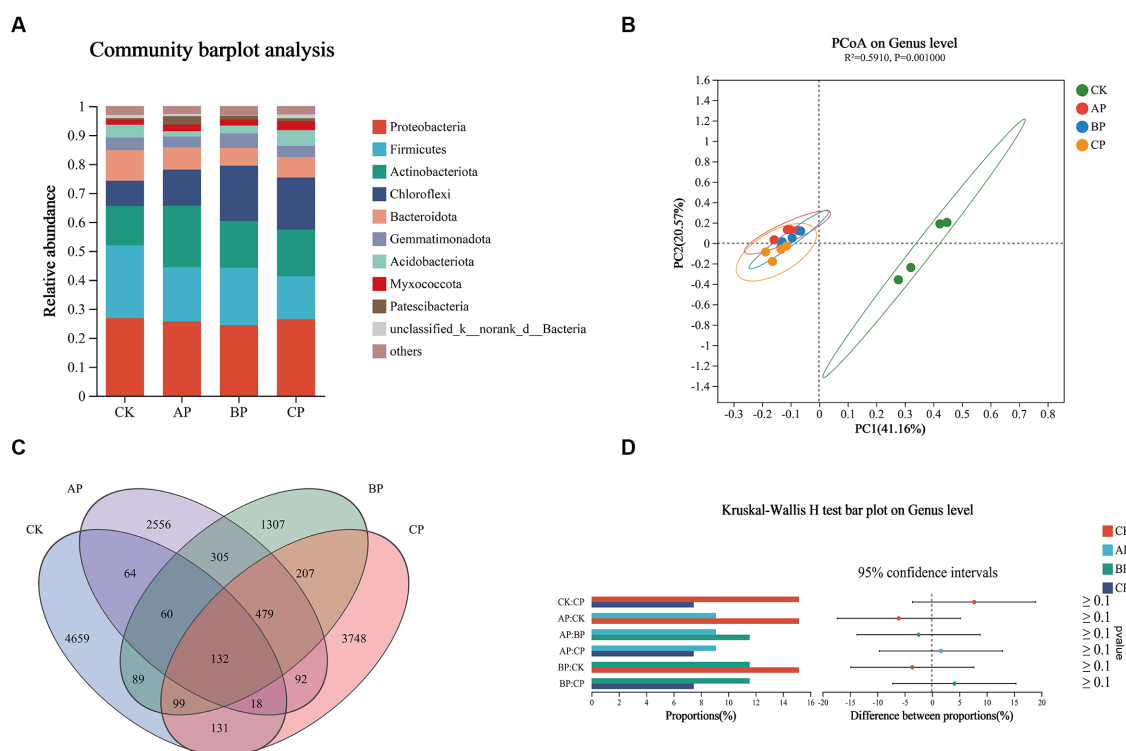 A
Community barplot analysis
Relative abundance
1
0.9
0.8
0.7
0.6
0.5
0.4
0.3
0.2
0.1
0
CK AP BP CP
Proteobacteria
Firmicutes
Actinobacteriota
Chloroflexi
Bacteroidota
Gemmatimonadota
Acidobacteriota
Myxococcota
Patescibacteria
unclassified_k__norank_d__Bacteria
others
B
PCoA on Genus level
R²=0.5910, P=0.001000
PC2(20.57%)
1.6
1.4
1.2
1
0.8
0.6
0.4
0.2
0
-0.2
-0.4
-0.6
-0.8
-1
-1.2
-1.4
-0.3 -0.2 -0.1 0 0.1 0.2 0.3 0.4 0.5 0.6 0.7 0.8
PC1(41.16%)
CK
AP
BP
CP
C
AP BP
CK CP
2556 1307
305
64 207
60 479
4659 3748
132
89 92
99 18
131
D
Kruskal-Wallis H test bar plot on Genus level
95% confidence intervals
CK:CP
AP:CK
AP:BP
AP:CP
BP:CK
BP:CP
0 2 4 6 8 10 12 14 16
Proportions(%)
-20 -15 -10 -5 0 5 10 15 20
Difference between proportions(%)
≥ 0.1
≥ 0.1
≥ 0.1
≥ 0.1
≥ 0.1
≥ 0.1
pvalue